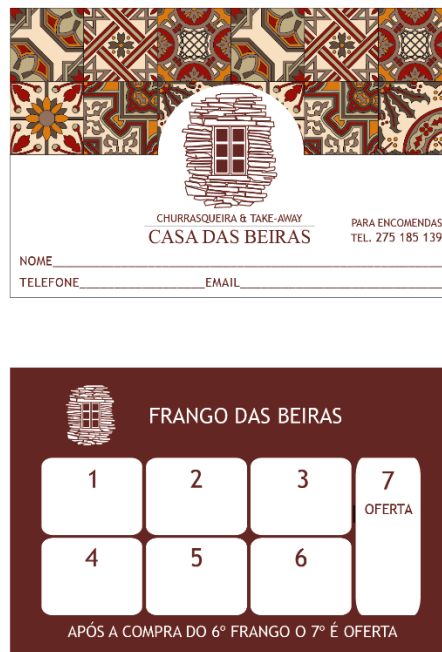 CHURRASQUEIRA & TAKE-AWAY
CASA DAS BEIRAS
PARA ENCOMENDAS
TEL. 275 185 139
NOME
TELEFONE EMAIL
FRANGO DAS BEIRAS
1 2 3 7
OFERTA
4 5 6
APÓS A COMPRA DO 6º FRANGO O 7º É OFERTA